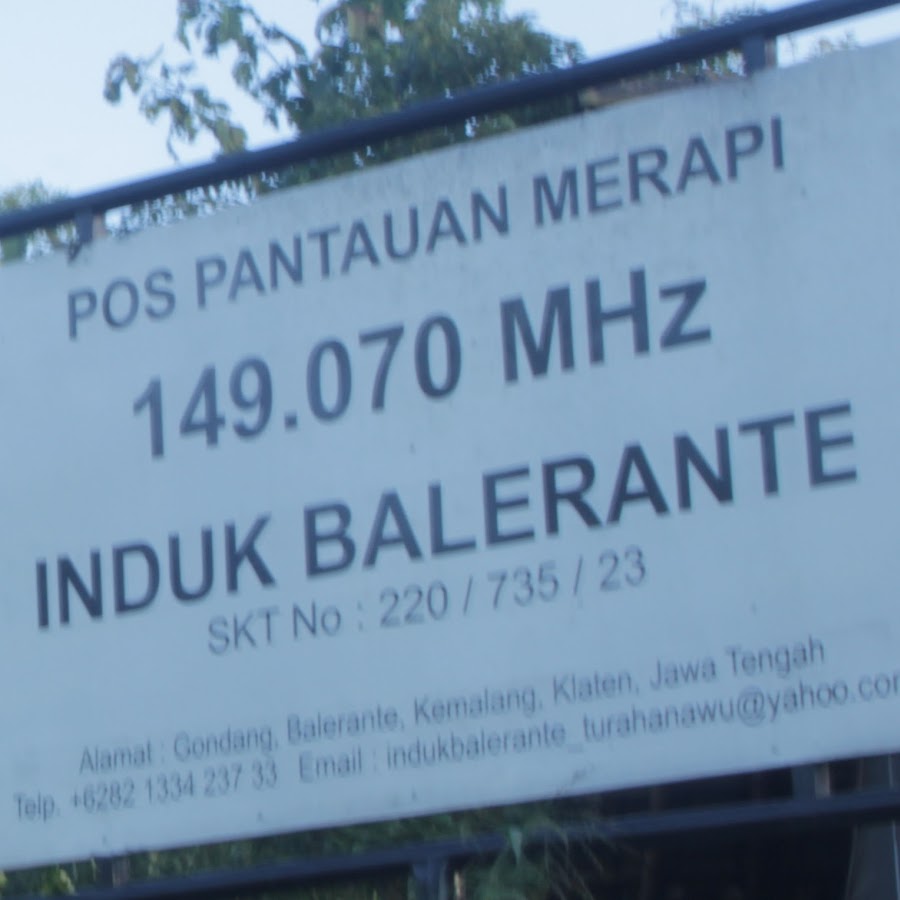 POS PANTAUAN MERAPI
149.070 MHz
INDUK BALERANTE
SKT No : 220 / 735 / 23
Alamat : Gondang, Balerante, Kemalang, Klaten, Jawa Tengah
Telp. +6282 1334 237 33 Email : indukbalerante_turahanawu@yahoo.com